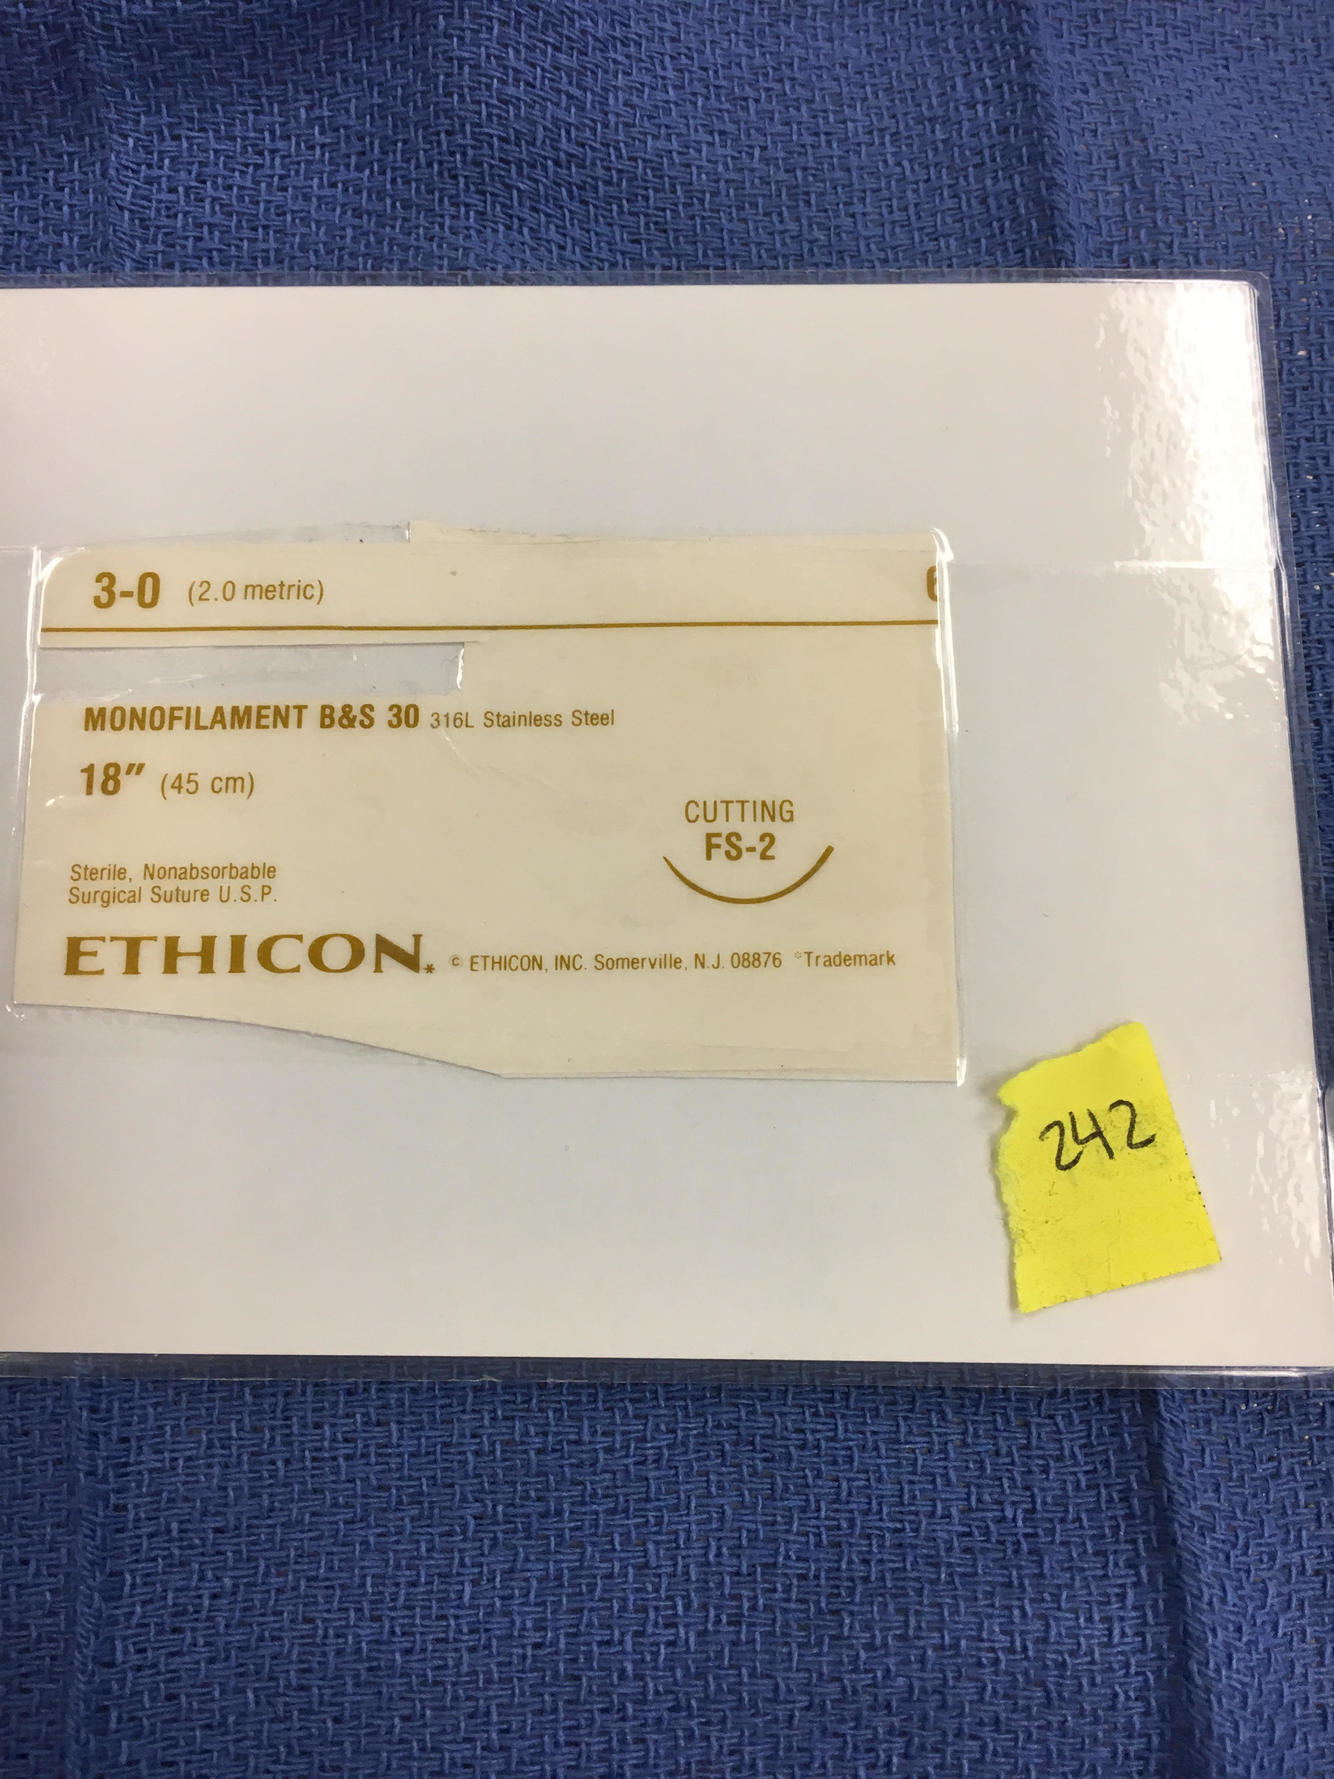 3-0 (2.0 metric)
MONOFILAMENT B&S 30 316L Stainless Steel
18" (45 cm)
CUTTING
FS-2
Sterile, Nonabsorbable
Surgical Suture U.S.P.
ETHICON* © ETHICON, INC. Somerville, N.J. 08876 *Trademark
242